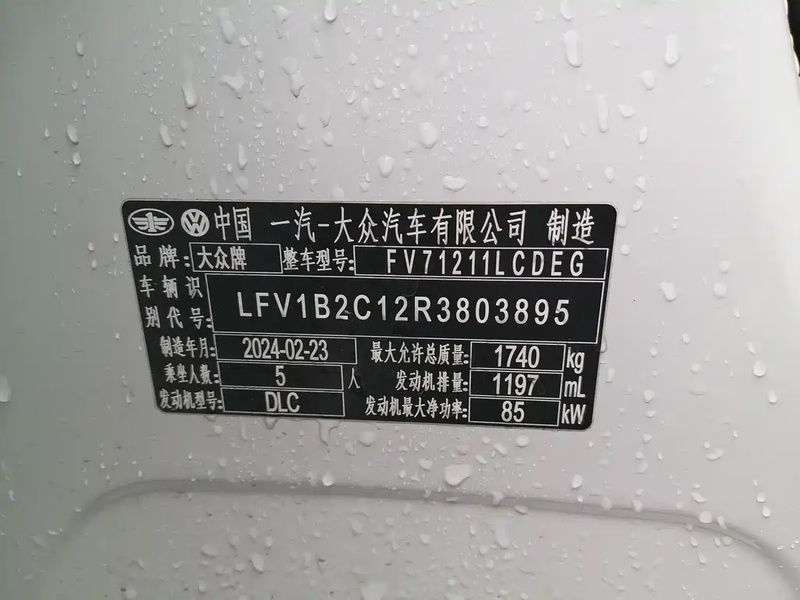 中国 一汽-大众汽车有限公司 制造
品牌: 大众牌 整车型号: FV71211LCDEG
车辆识
别代号: LFV1B2C12R3803895
制造年月: 2024-02-23 最大允许总质量: 1740 kg
乘坐人数: 5 人 发动机排量: 1197 mL
发动机型号: DLC 发动机最大净功率: 85 kW